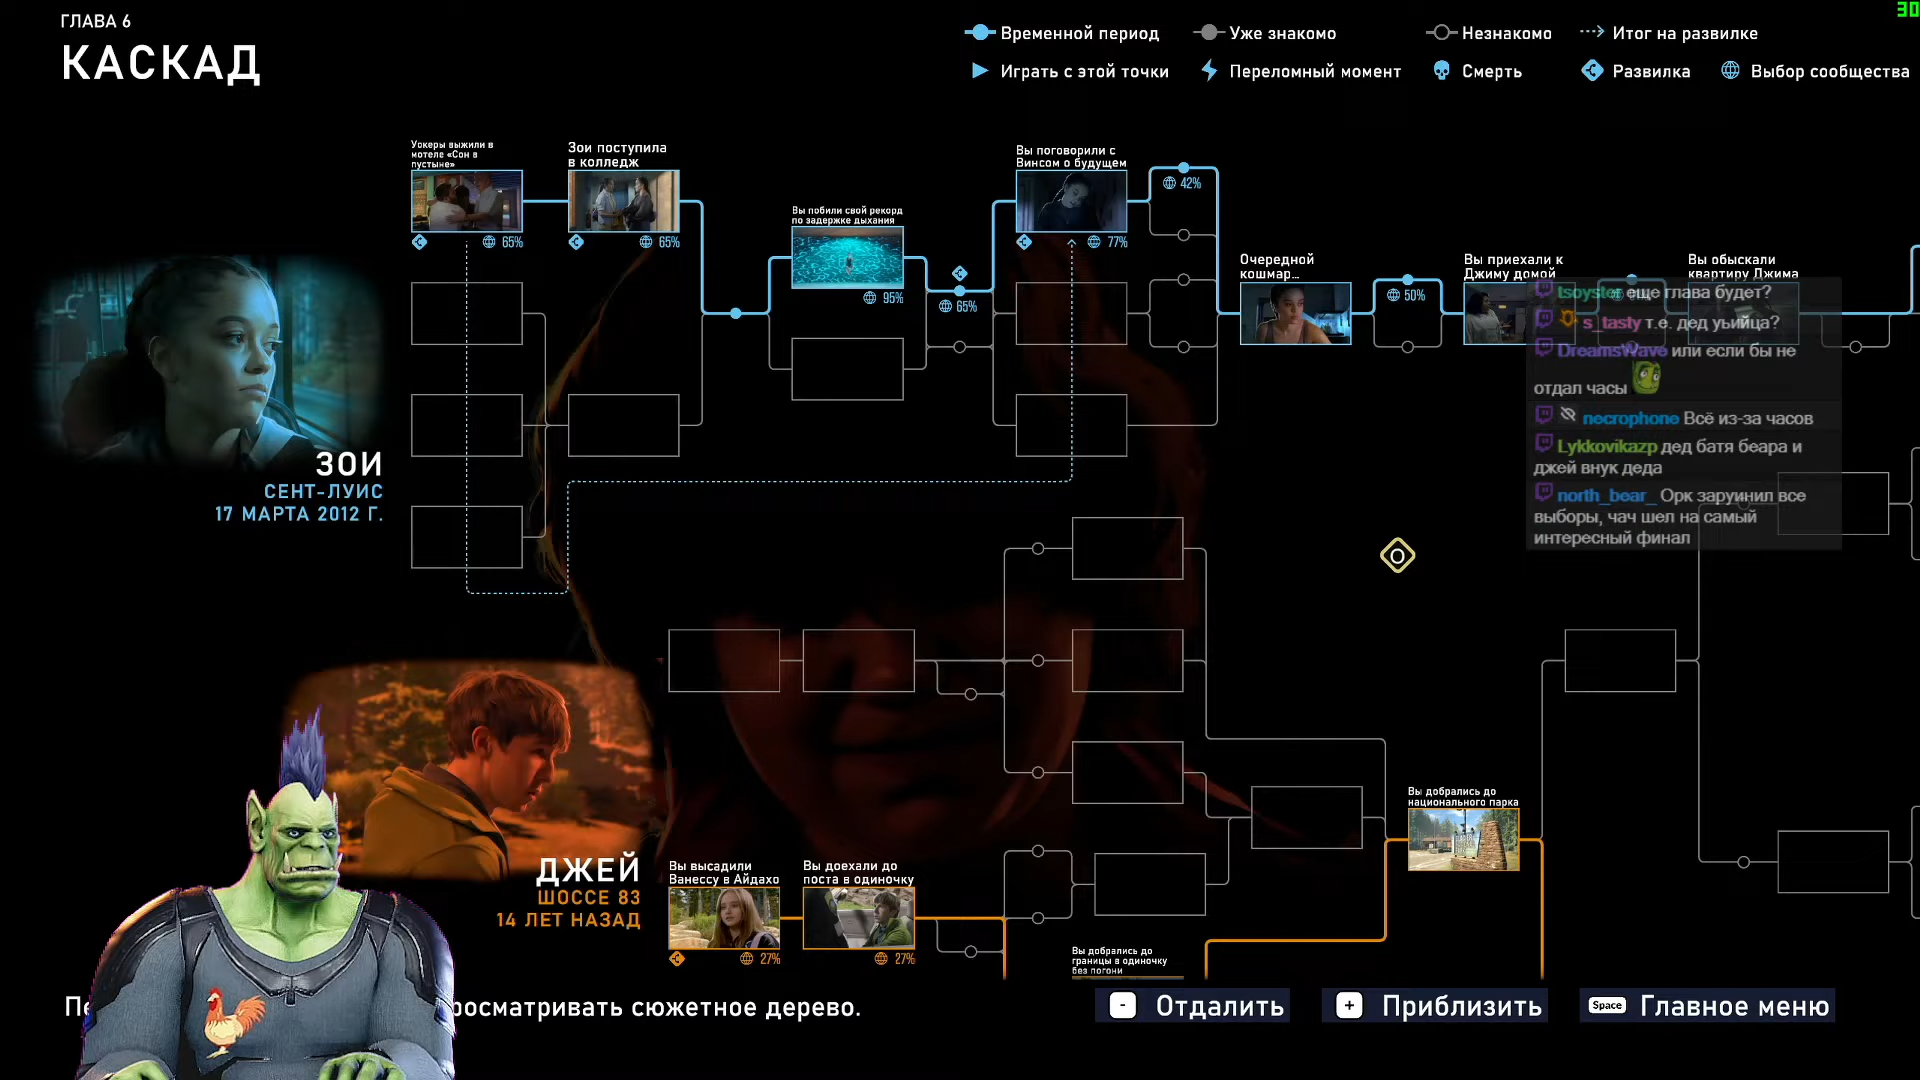 ГЛАВА 6
КАСКАД
30
Временной период
Уже знакомо
Незнакомо
Итог на развилке
Играть с этой точки
Переломный момент
Смерть
Развилка
Выбор сообщества
Уокеры выжили в
мотеле «Сон в
пустыне»
65%
Зои поступила
в колледж
65%
Вы побили свой рекорд
по задержке дыхания
95%
65%
Вы поговорили с
Винсом о будущем
77%
42%
Очередной
кошмар...
50%
Вы приехали к
Джиму домой
Вы обыскали
квартиру Джима
tsoyster еще глава будет?
s_tasty т.е. дед уьийца?
DreamsWave или если бы не
отдал часы
necrophone Всё из-за часов
Lykkovikazp дед батя беара и
джей внук деда
north_bear_ Орк заруинил все
выборы, чач шел на самый
интересный финал
ЗОИ
СЕНТ-ЛУИС
17 МАРТА 2012 Г.
ДЖЕЙ
ШОССЕ 83
14 ЛЕТ НАЗАД
Вы высадили
Ванессу в Айдахо
27%
Вы доехали до
поста в одиночку
27%
Вы добрались до
границы в одиночку
без погони
Вы добрались до
национального парка
росматривать сюжетное дерево.
- Отдалить
+ Приблизить
Space Главное меню